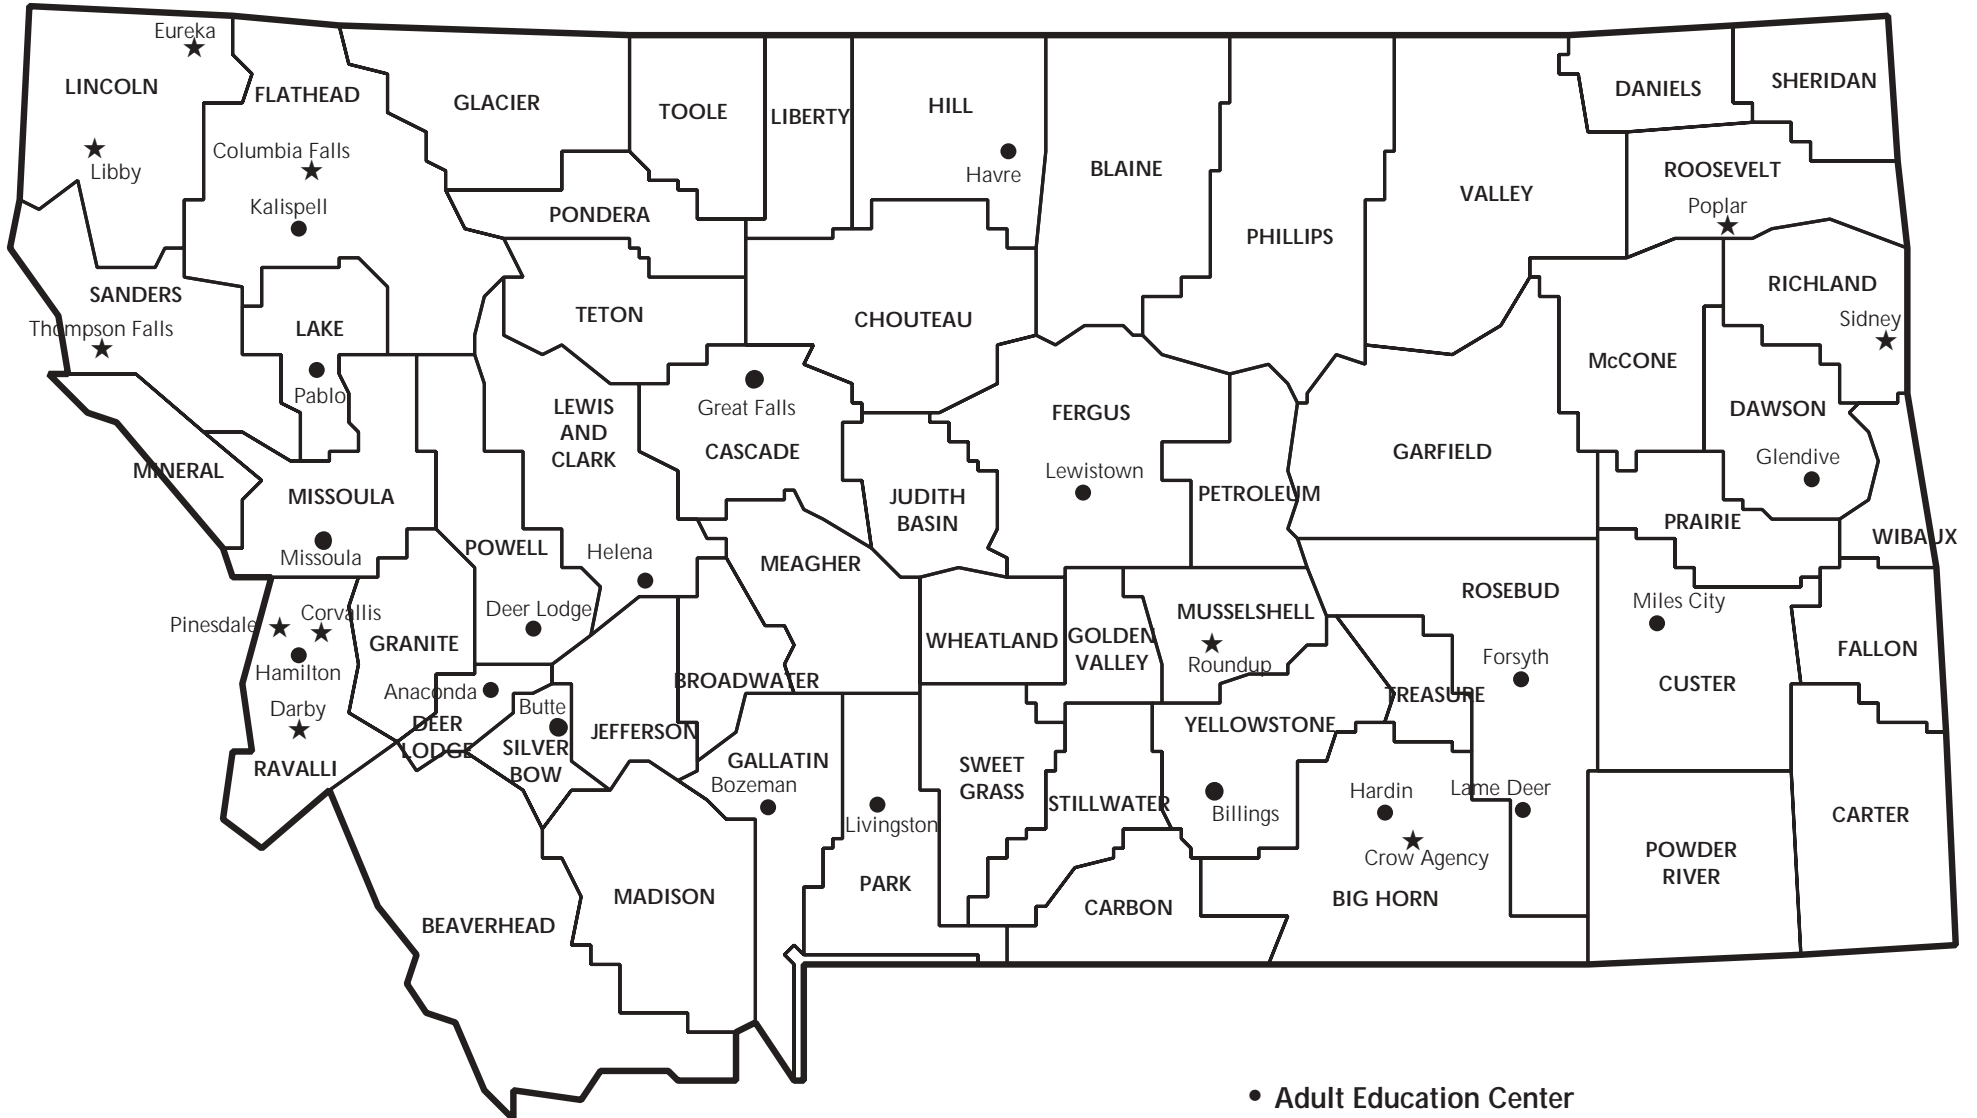 Eureka
LINCOLN
FLATHEAD
GLACIER
TOOLE
LIBERTY
HILL
DANIELS
SHERIDAN
Columbia Falls
Libby
Havre
BLAINE
VALLEY
ROOSEVELT
Kalispell
PONDERA
PHILLIPS
Poplar
SANDERS
TETON
CHOUTEAU
RICHLAND
Thompson Falls
LAKE
Sidney
McCONE
Pablo
LEWIS
AND
CLARK
Great Falls
CASCADE
FERGUS
Lewistown
GARFIELD
DAWSON
Glendive
MINERAL
MISSOULA
Missoula
JUDITH
BASIN
PETROLEUM
PRAIRIE
WIBAUX
POWELL
Helena
MEAGHER
ROSEBUD
Miles City
Pinesdale
Corvallis
Deer Lodge
GRANITE
WHEATLAND
GOLDEN
VALLEY
MUSSELSHELL
Roundup
Forsyth
FALLON
Hamilton
Anaconda
BROADWATER
TREASURE
CUSTER
Darby
Butte
DEER
LODGE
SILVER
BOW
JEFFERSON
YELLOWSTONE
RAVALLI
GALLATIN
Bozeman
SWEET
GRASS
STILLWATER
Billings
Hardin
Lame Deer
Livingston
Crow Agency
CARTER
POWDER
RIVER
PARK
MADISON
CARBON
BIG HORN
BEAVERHEAD
• Adult Education Center